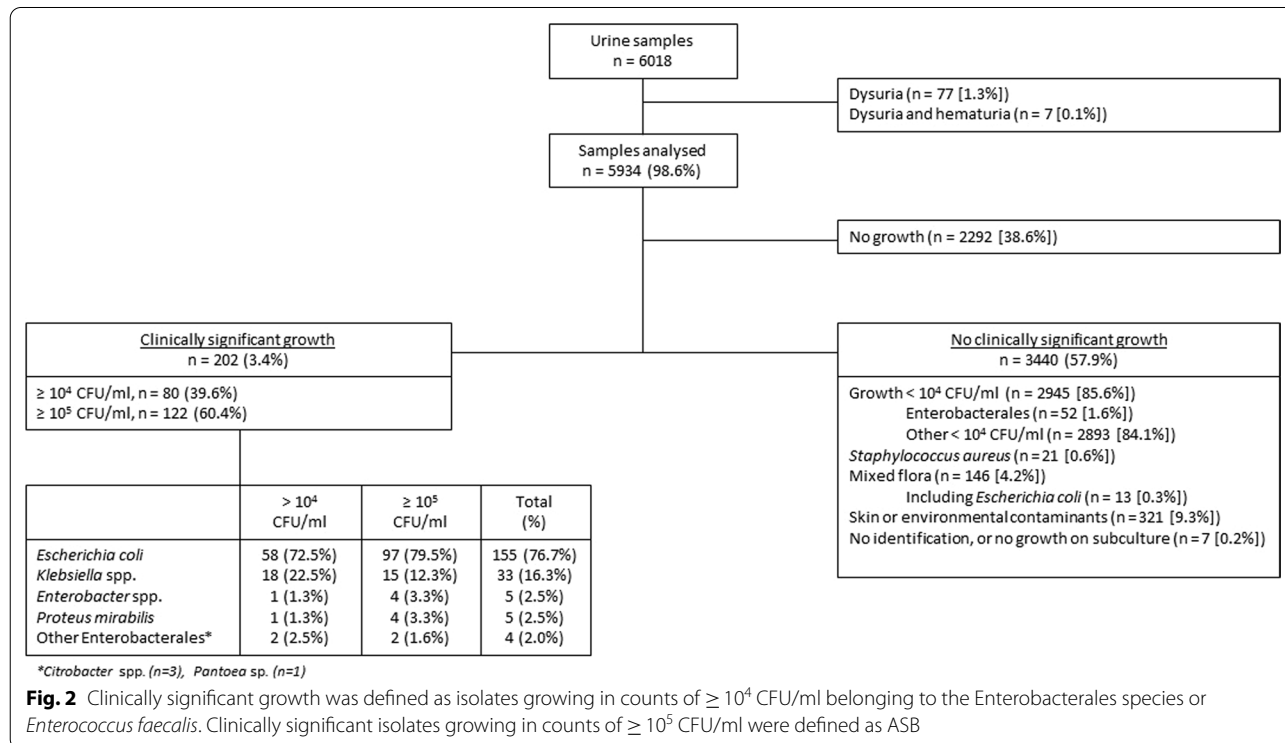 Urine samples
n = 6018
Dysuria (n = 77 [1.3%)
Dysuria and hematuria (n = 7 [0.1%)
Samples analysed
n = 5934 (98.6%)
No growth (n = 2292 [38.6%])
Clinically significant growth
n = 202 (3.4%)
≥ 10⁴ CFU/ml, n = 80 (39.6%)
≥ 10⁵ CFU/ml, n = 122 (60.4%)
No clinically significant growth
n = 3440 (57.9%)
Growth < 10⁴ CFU/ml (n = 2945 [85.6%])
Enterobacterales (n = 52 [1.6%)
Other < 10⁴ CFU/ml (n = 2893 [84.1%])
Staphylococcus aureus (n = 21 [0.6%])
Mixed flora (n = 146 [4.2%])
Including Escherichia coli (n = 13 [0.3%])
Skin or environmental contaminants (n = 321 [9.3%])
No identification, or no growth on subculture (n = 7 [0.2%])
> 10⁴ CFU/ml ≥ 10⁵ CFU/ml Total (%)
Escherichia coli 58 (72.5%) 97 (79.5%) 155 (76.7%)
Klebsiella spp. 18 (22.5%) 15 (12.3%) 33 (16.3%)
Enterobacter spp. 1 (1.3%) 4 (3.3%) 5 (2.5%)
Proteus mirabilis 1 (1.3%) 4 (3.3%) 5 (2.5%)
Other Enterobacterales* 2 (2.5%) 2 (1.6%) 4 (2.0%)
*Citrobacter spp. (n=3), Pantoea sp. (n=1)
Fig. 2 Clinically significant growth was defined as isolates growing in counts of ≥ 10⁴ CFU/ml belonging to the Enterobacterales species or
Enterococcus faecalis. Clinically significant isolates growing in counts of ≥ 10⁵ CFU/ml were defined as ASB